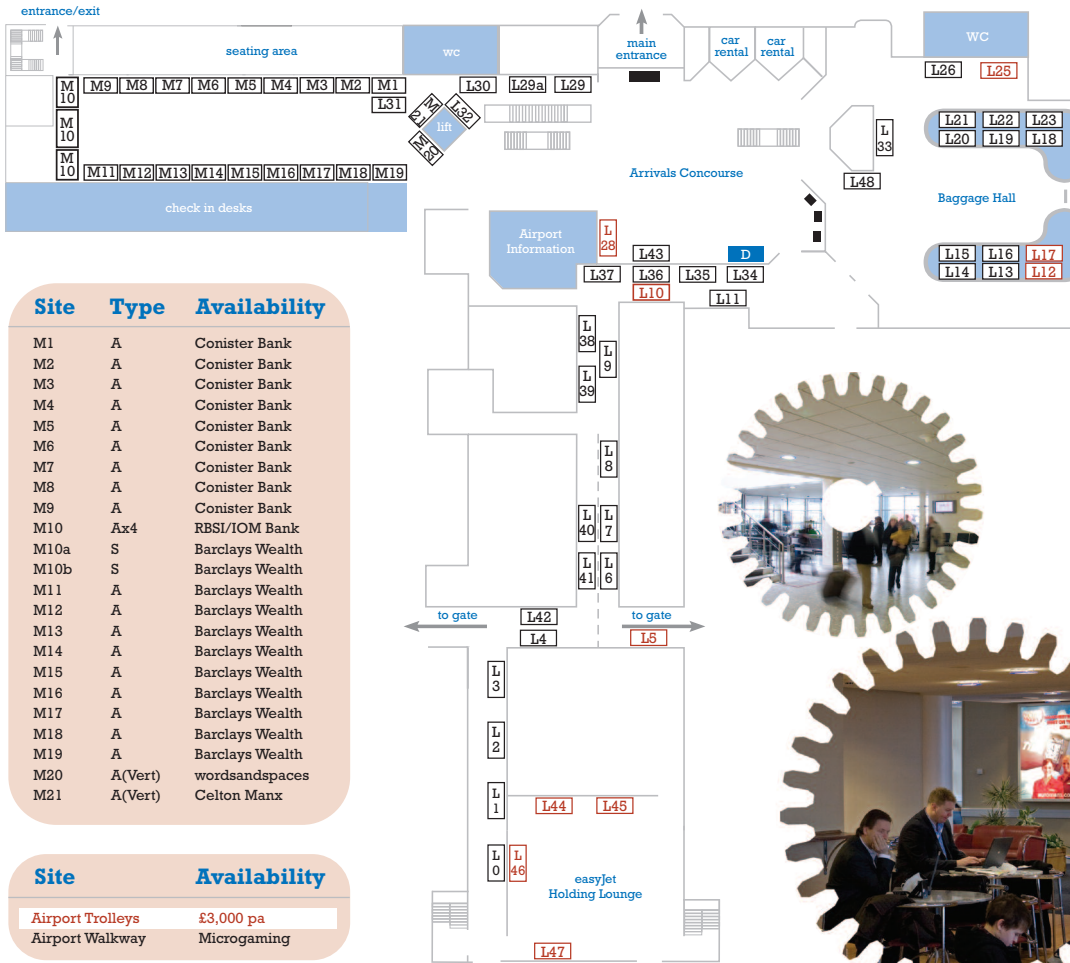 entrance/exit
seating area
wc
main
entrance
car
rental
car
rental
WC
L26
L25
M
10
M9
M8
M7
M6
M5
M4
M3
M2
M1
L30
L29a
L29
L31
M
21
L32
lift
M
20
M
10
M
10
L21
L22
L23
L20
L19
L18
L
33
L48
M11
M12
M13
M14
M15
M16
M17
M18
M19
Arrivals Concourse
Baggage Hall
check in desks
Airport
Information
L
28
L43
D
L37
L36
L35
L34
L10
L11
L15
L16
L17
L14
L13
L12
L
38
L
9
L
39
L
8
L
40
L
7
L
41
L
6
to gate
L42
to gate
L4
L5
L
3
L
2
L
1
L44
L45
L
0
L
46
easyJet
Holding Lounge
L47
Site Type Availability
M1 A Conister Bank
M2 A Conister Bank
M3 A Conister Bank
M4 A Conister Bank
M5 A Conister Bank
M6 A Conister Bank
M7 A Conister Bank
M8 A Conister Bank
M9 A Conister Bank
M10 Ax4 RBSI/IOM Bank
M10a S Barclays Wealth
M10b S Barclays Wealth
M11 A Barclays Wealth
M12 A Barclays Wealth
M13 A Barclays Wealth
M14 A Barclays Wealth
M15 A Barclays Wealth
M16 A Barclays Wealth
M17 A Barclays Wealth
M18 A Barclays Wealth
M19 A Barclays Wealth
M20 A(Vert) wordsandspaces
M21 A(Vert) Celton Manx
Site Availability
Airport Trolleys £3,000 pa
Airport Walkway Microgaming